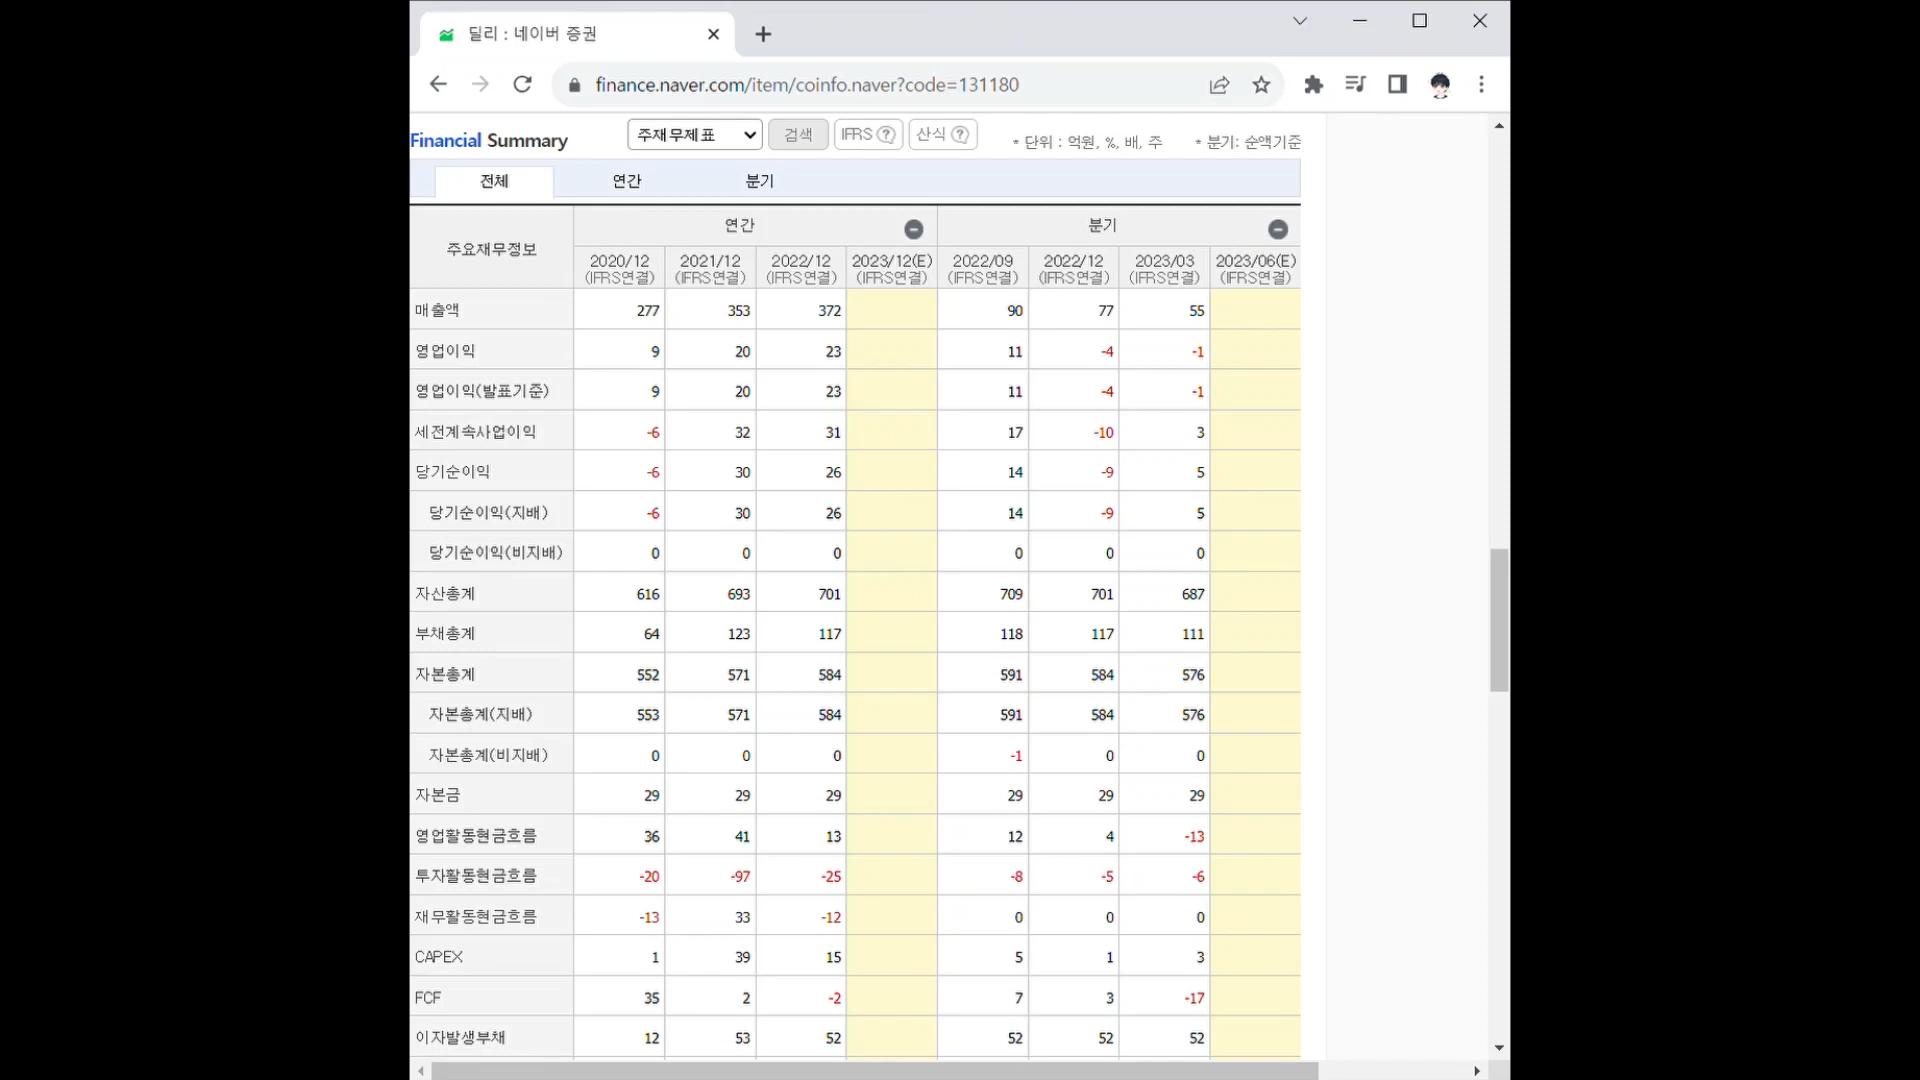 딜리 : 네이버 증권
finance.naver.com/item/coinfo.naver?code=131180
Financial Summary 주재무제표 검색 IFRS ? 산식 ? * 단위 : 억원, %, 배, 주 * 분기: 순액기준
전체 연간 분기
주요재무정보 연간 분기
2020/12 2021/12 2022/12 2023/12(E) 2022/09 2022/12 2023/03 2023/06(E)
(IFRS연결) (IFRS연결) (IFRS연결) (IFRS연결) (IFRS연결) (IFRS연결) (IFRS연결) (IFRS연결)
매출액 277 353 372 90 77 55
영업이익 9 20 23 11 -4 -1
영업이익(발표기준) 9 20 23 11 -4 -1
세전계속사업이익 -6 32 31 17 -10 3
당기순이익 -6 30 26 14 -9 5
당기순이익(지배) -6 30 26 14 -9 5
당기순이익(비지배) 0 0 0 0 0 0
자산총계 616 693 701 709 701 687
부채총계 64 123 117 118 117 111
자본총계 552 571 584 591 584 576
자본총계(지배) 553 571 584 591 584 576
자본총계(비지배) 0 0 0 -1 0 0
자본금 29 29 29 29 29 29
영업활동현금흐름 36 41 13 12 4 -13
투자활동현금흐름 -20 -97 -25 -8 -5 -6
재무활동현금흐름 -13 33 -12 0 0 0
CAPEX 1 39 15 5 1 3
FCF 35 2 -2 7 3 -17
이자발생부채 12 53 52 52 52 52